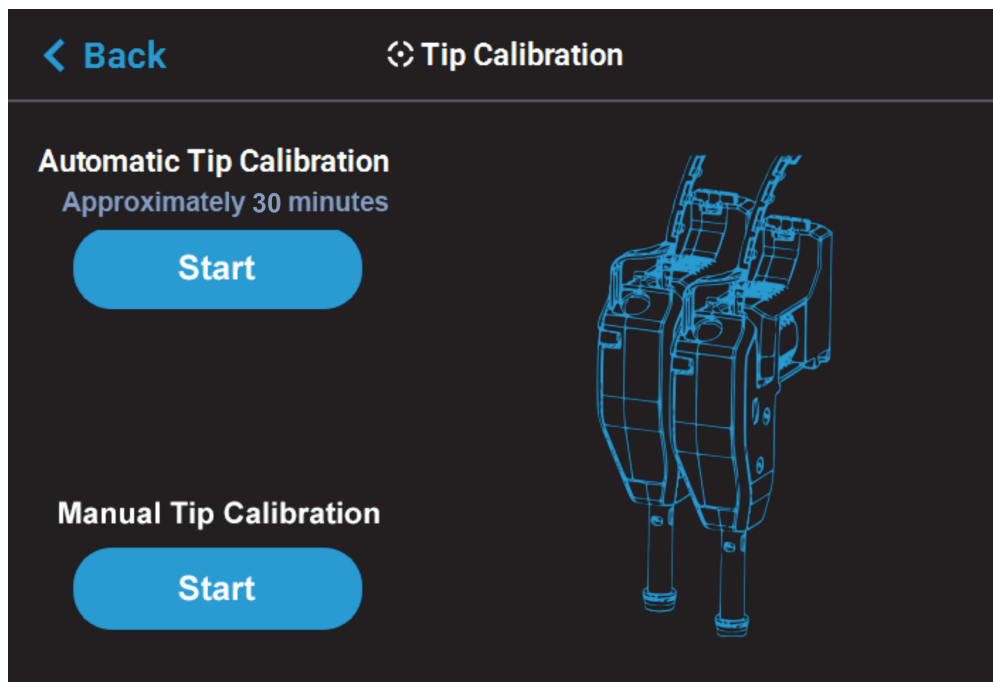 Back
Tip Calibration
Automatic Tip Calibration
Approximately 30 minutes
Start
Manual Tip Calibration
Start